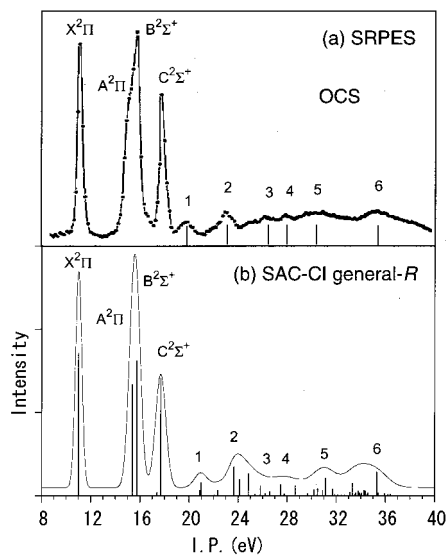 X²Π
B²Σ⁺
(a) SRPES
A²Π
C²Σ⁺
OCS
1
2
3
4
5
6
X²Π
B²Σ⁺
(b) SAC-CI general-R
A²Π
C²Σ⁺
1
2
3
4
5
6
Intensity
8 12 16 20 24 28 32 36 40
I.P. (eV)